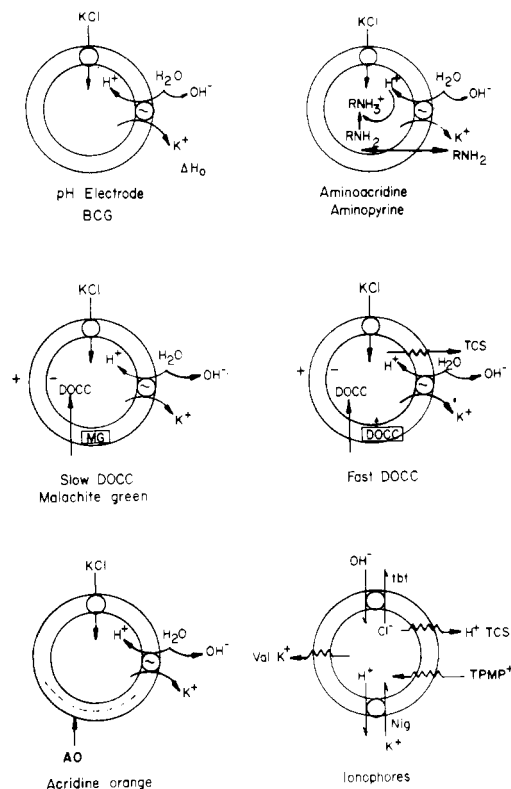 KCl
H⁺
H₂O
OH⁻
~
K⁺
ΔH₀
pH Electrode
BCG
KCl
H⁺
H₂O
OH⁻
RNH₃⁺
~
RNH₂
K⁺
RNH₂
Aminoacridine
Aminopyrine
KCl
H⁺
H₂O
OH⁻
+
-
DOCC
~
K⁺
MG
Slow DOCC
Malachite green
KCl
TCS
H⁺
H₂O
OH⁻
+
-
DOCC
~
K⁺
DOCC
Fast DOCC
KCl
H⁺
H₂O
OH⁻
~
K⁺
AO
Acridine orange
OH⁻
tbt
Cl⁻
H⁺ TCS
Val K⁺
H⁺
TPMP⁺
Nig
K⁺
Ionophores